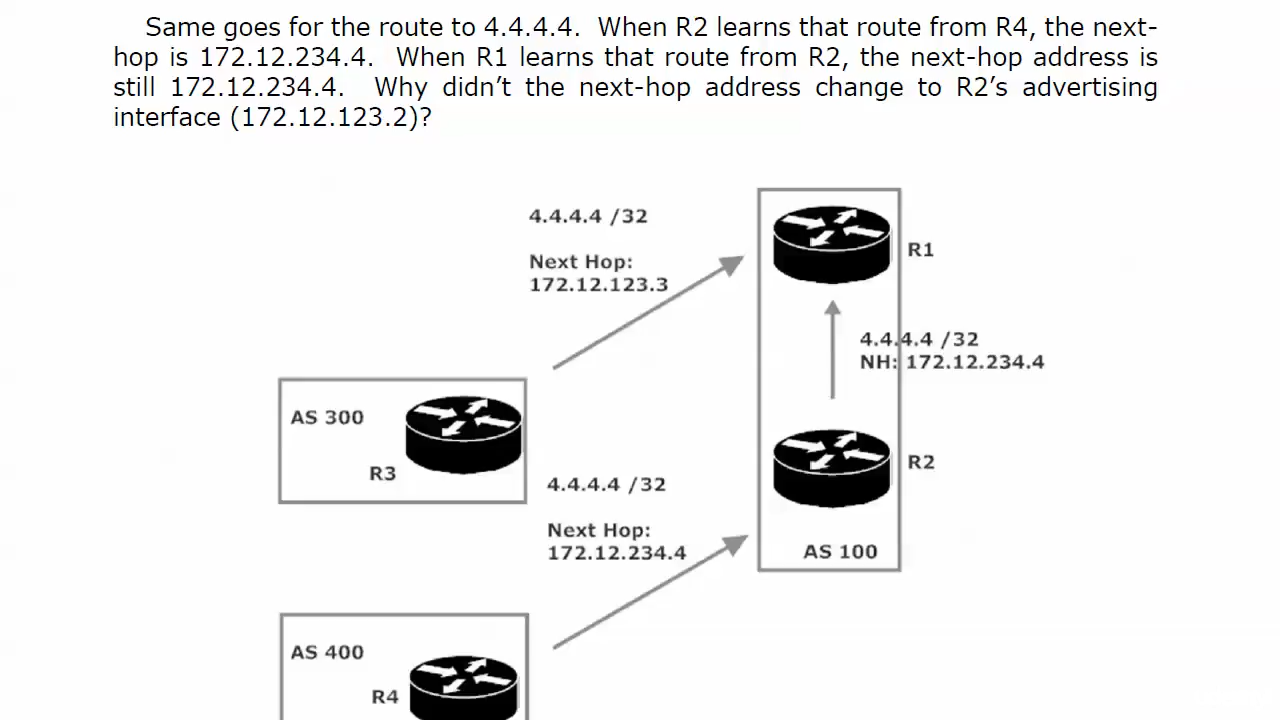 Same goes for the route to 4.4.4.4. When R2 learns that route from R4, the next-
hop is 172.12.234.4. When R1 learns that route from R2, the next-hop address is
still 172.12.234.4. Why didn't the next-hop address change to R2's advertising
interface (172.12.123.2)?
4.4.4.4 /32
Next Hop:
172.12.123.3
R1
4.4.4.4 /32
NH: 172.12.234.4
AS 300
R3
R2
4.4.4.4 /32
Next Hop:
172.12.234.4
AS 100
AS 400
R4